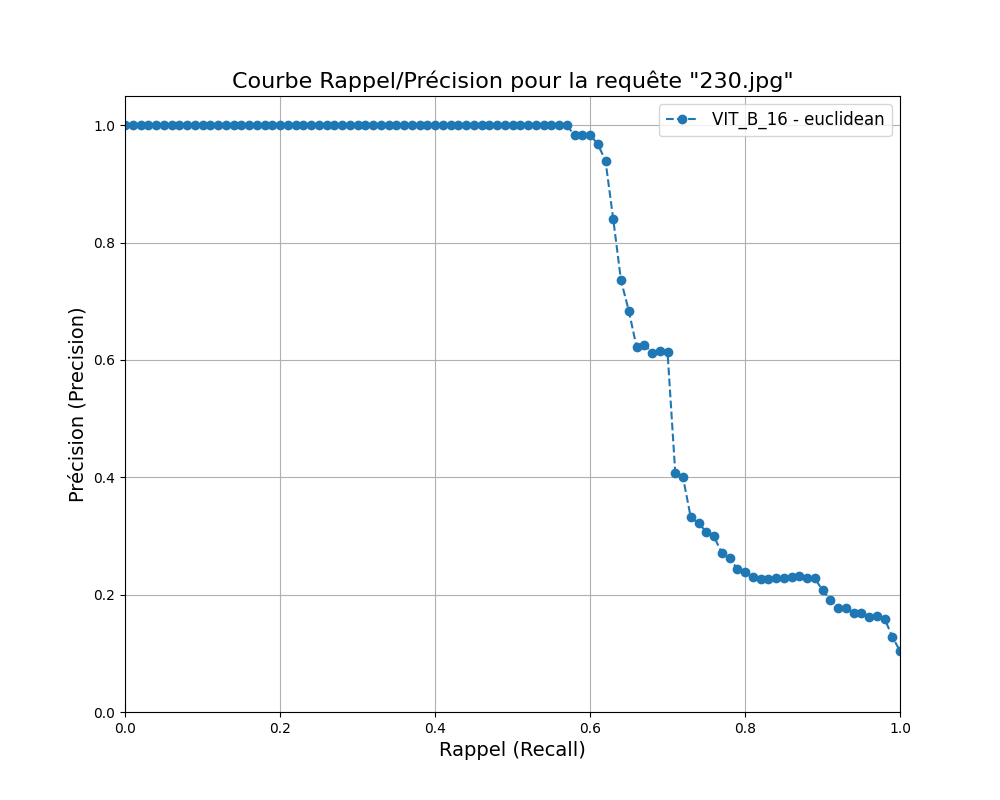 Courbe Rappel/Précision pour la requête "230.jpg"
VIT_B_16 - euclidean
1.0
0.8
0.6
0.4
0.2
0.0
Précision (Precision)
0.0 0.2 0.4 0.6 0.8 1.0
Rappel (Recall)